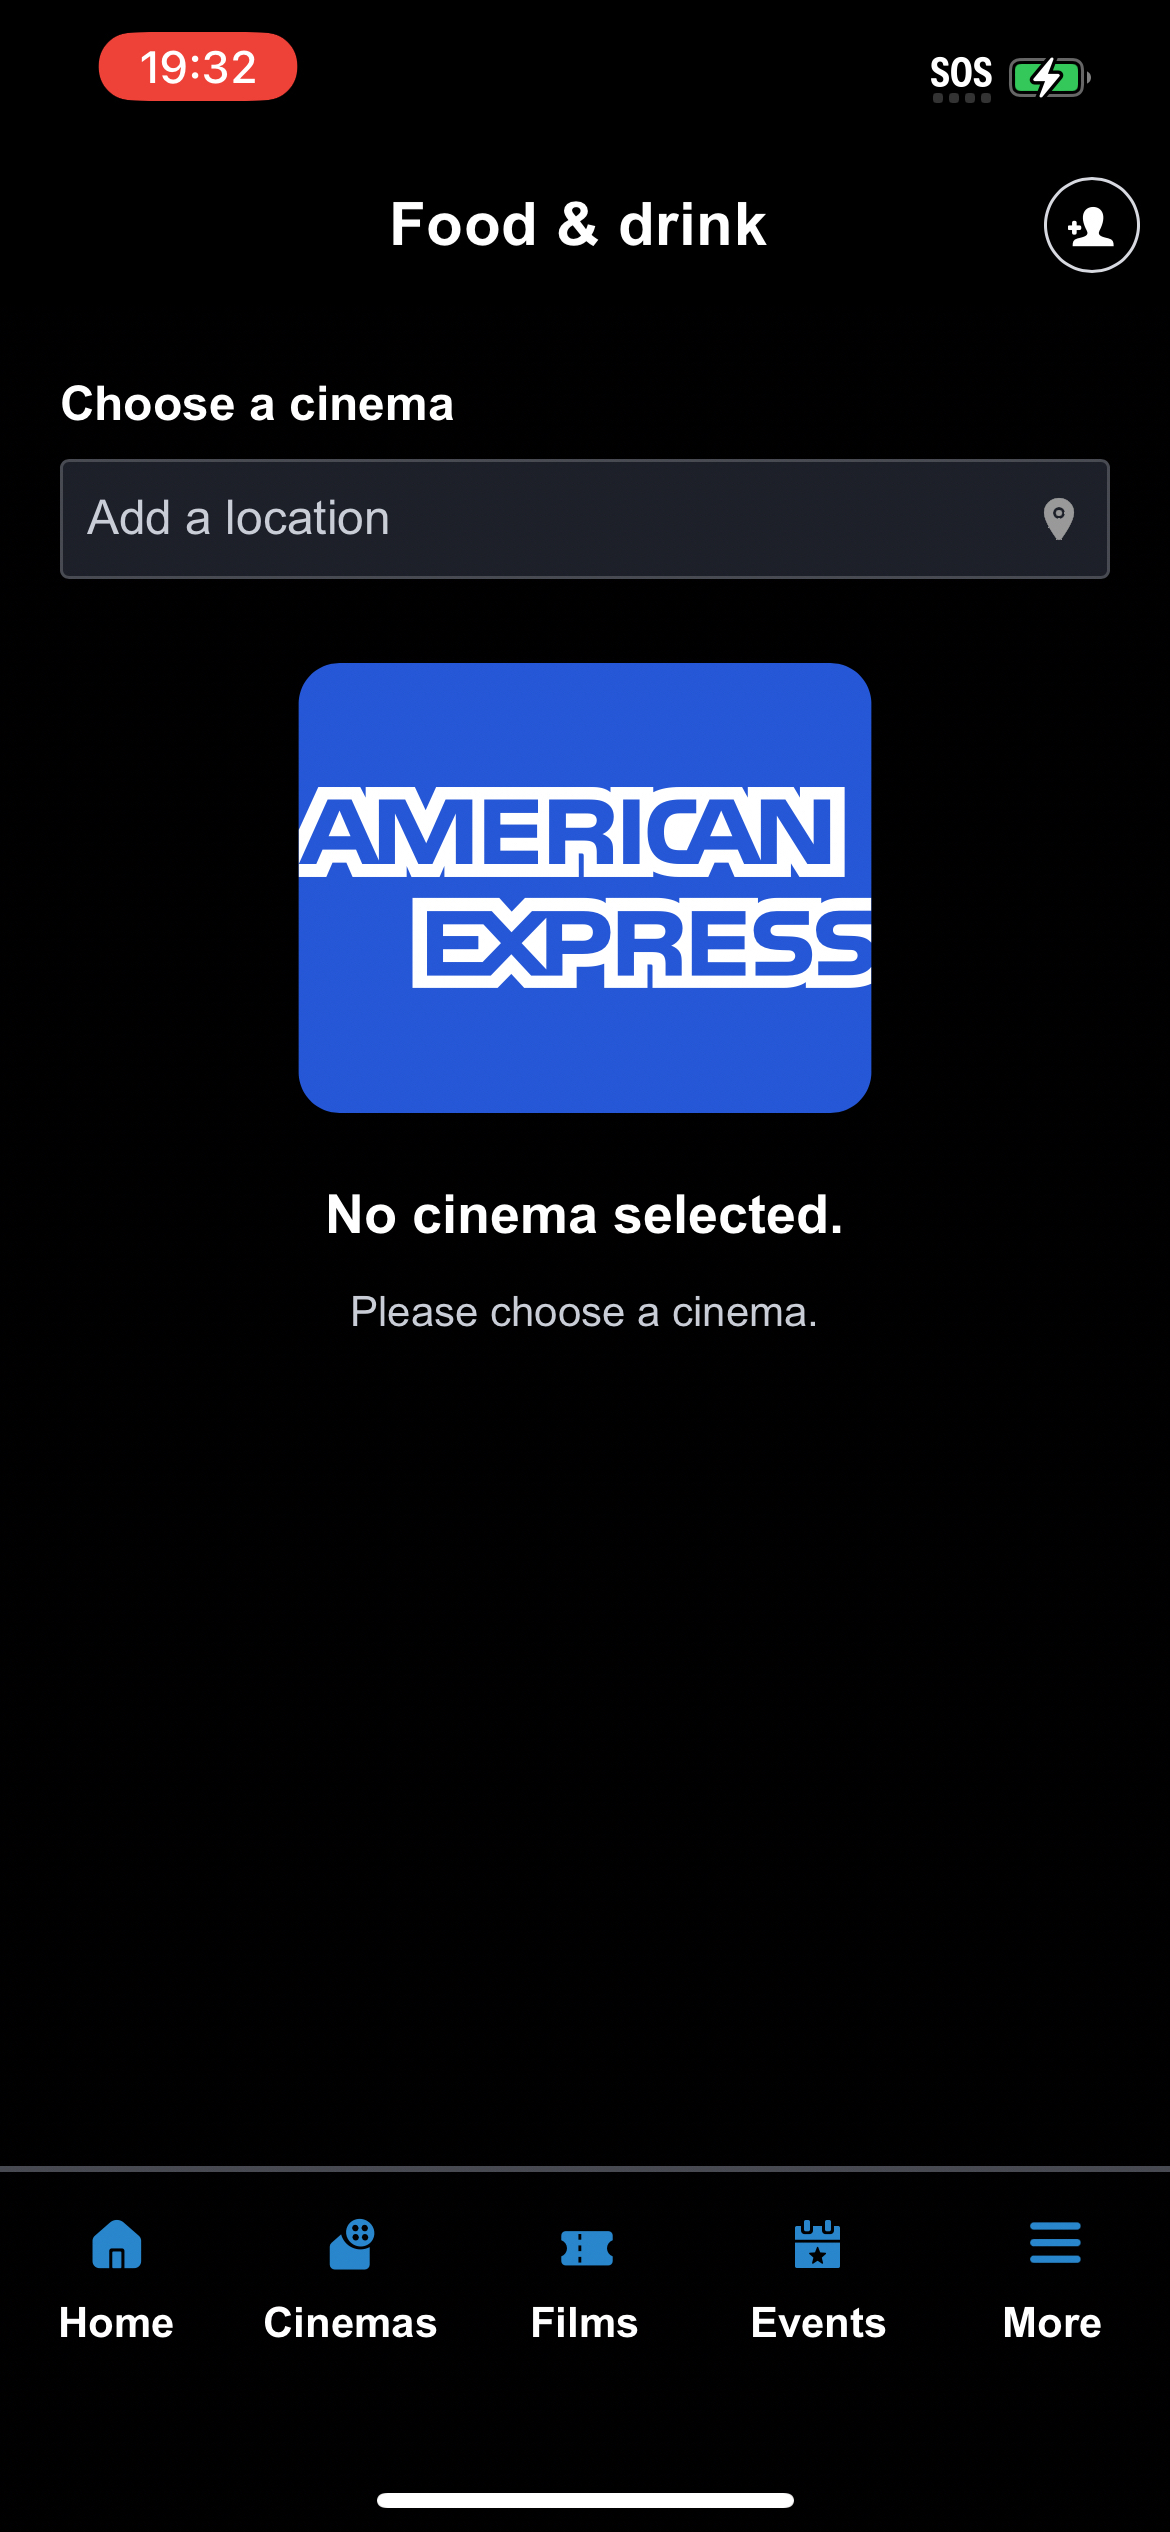 19:32
SOS
Food & drink
Choose a cinema
Add a location
AMERICAN
EXPRESS
No cinema selected.
Please choose a cinema.
Home
Cinemas
Films
Events
More